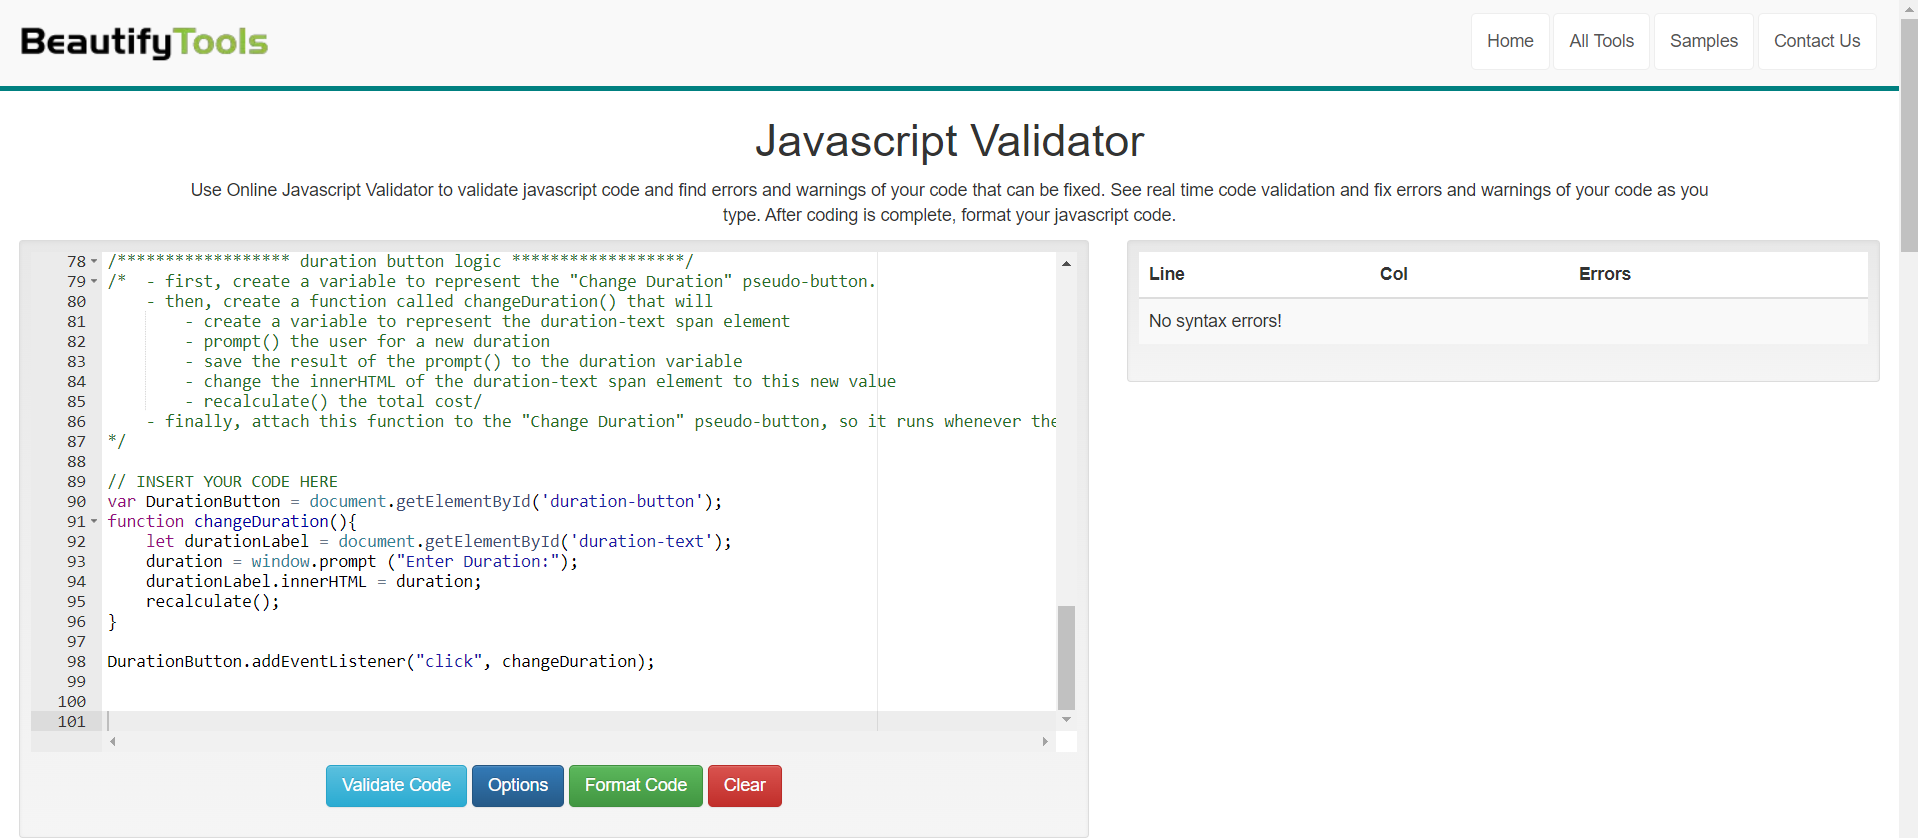 BeautifyTools
Home
All Tools
Samples
Contact Us
Javascript Validator
Use Online Javascript Validator to validate javascript code and find errors and warnings of your code that can be fixed. See real time code validation and fix errors and warnings of your code as you
type. After coding is complete, format your javascript code.
78 /****************** duration button logic ******************/
79 /*  - first, create a variable to represent the "Change Duration" pseudo-button.
80     - then, create a function called changeDuration() that will
81         - create a variable to represent the duration-text span element
82         - prompt() the user for a new duration
83         - save the result of the prompt() to the duration variable
84         - change the innerHTML of the duration-text span element to this new value
85         - recalculate() the total cost/
86     - finally, attach this function to the "Change Duration" pseudo-button, so it runs whenever the
87 */
88
89 // INSERT YOUR CODE HERE
90 var DurationButton = document.getElementById('duration-button');
91 function changeDuration(){
92     let durationLabel = document.getElementById('duration-text');
93     duration = window.prompt ("Enter Duration:");
94     durationLabel.innerHTML = duration;
95     recalculate();
96 }
97
98 DurationButton.addEventListener("click", changeDuration);
99
100
101
Validate Code
Options
Format Code
Clear
Line Col Errors
No syntax errors!